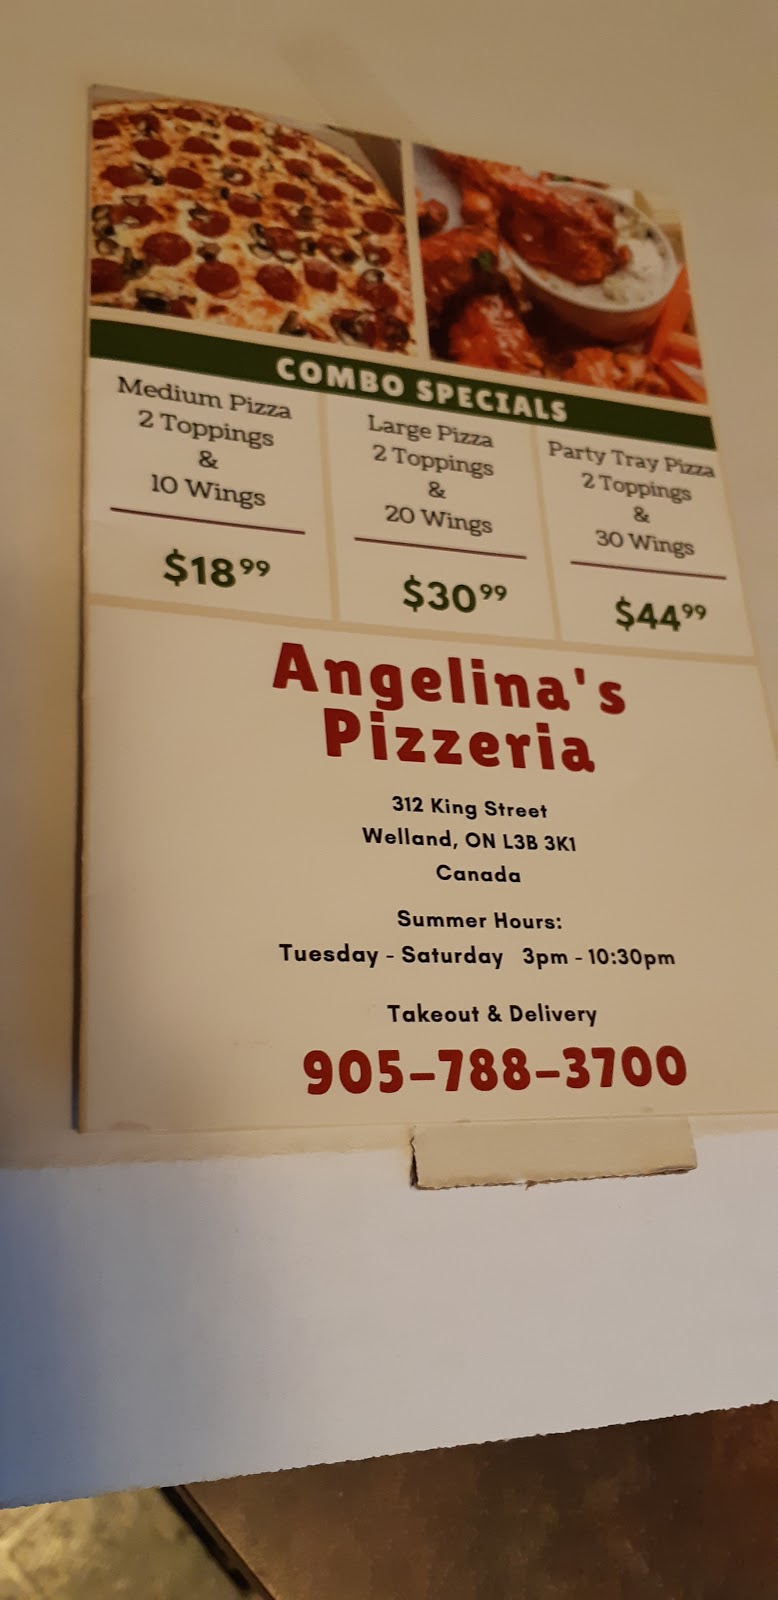 COMBO SPECIALS
Medium Pizza
2 Toppings
&
10 Wings
$18.99
Large Pizza
2 Toppings
&
20 Wings
$30.99
Party Tray Pizza
2 Toppings
&
30 Wings
$44.99
Angelina's
Pizzeria
312 King Street
Welland, ON L3B 3K1
Canada
Summer Hours:
Tuesday - Saturday 3pm - 10:30pm
Takeout & Delivery
905-788-3700